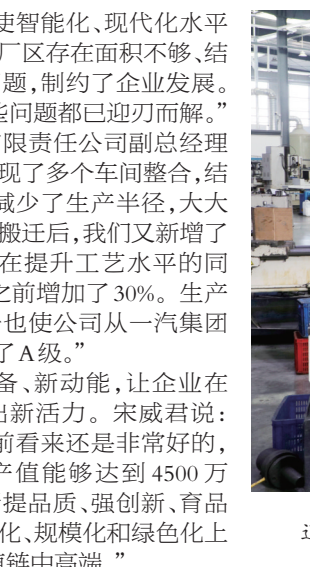 使智能化、现代化水平
厂区存在面积不够、结
题,制约了企业发展。
些问题都已迎刃而解。”
有限责任公司副总经理
现了多个车间整合,结
减少了生产半径,大大
搬迁后,我们又新增了
在提升工艺水平的同
之前增加了30%。生产
也使公司从一汽集团
了A级。”
备、新动能,让企业在
出新活力。宋威君说:
前看来还是非常好的,
产值能够达到4500万
提品质、强创新、育品
化、规模化和绿色化上
值链中高端。”